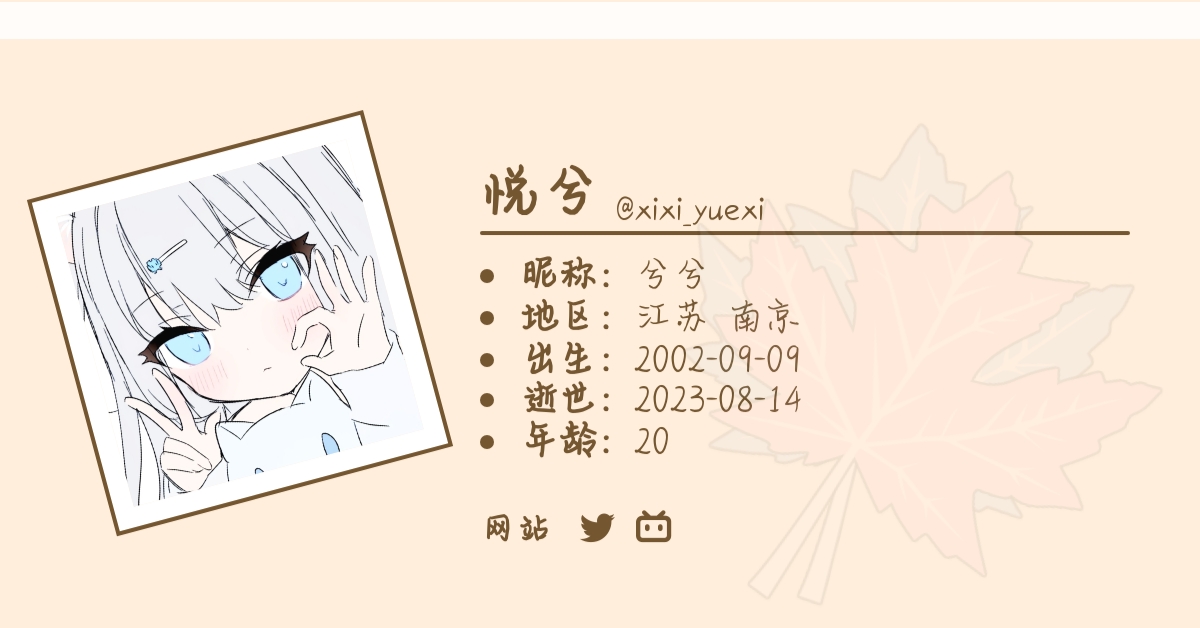 悦兮 @xixi_yuexi
昵称： 兮兮
地区： 江苏 南京
出生： 2002-09-09
逝世： 2023-08-14
年龄： 20
网站